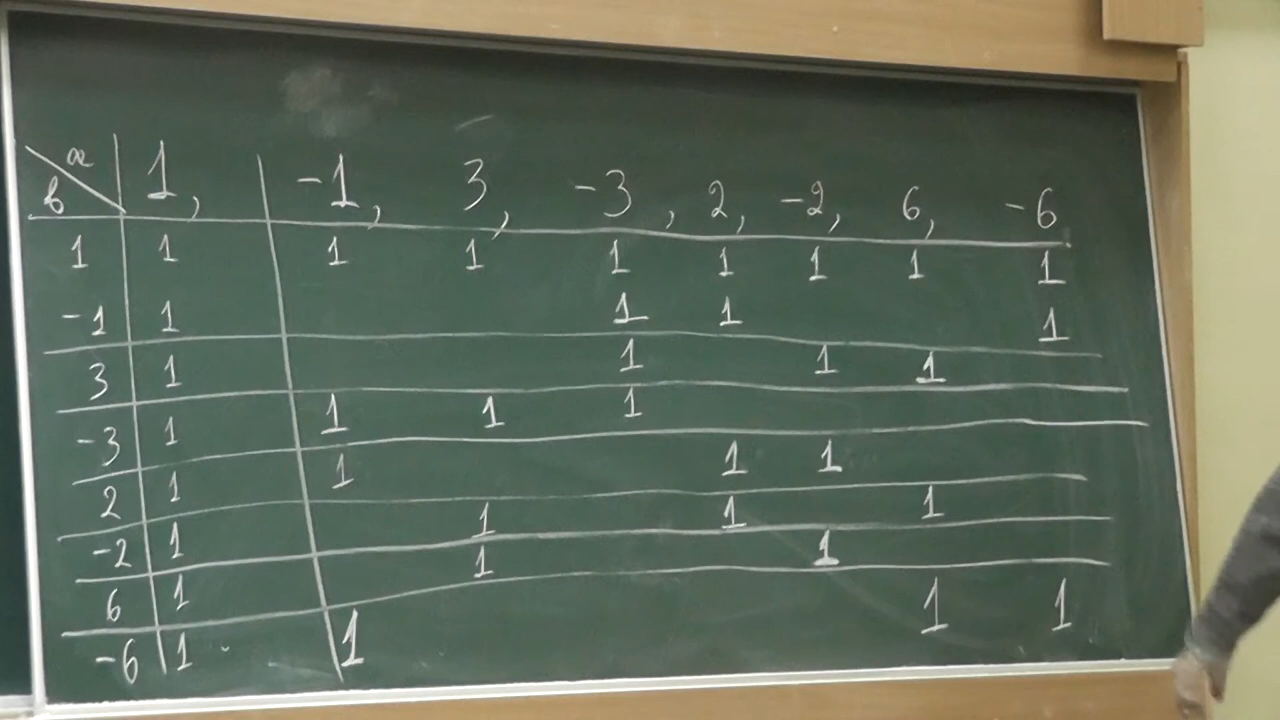 a
b 1, -1, 3, -3, 2, -2, 6, -6
1 1 1 1 1 1 1 1 1
-1 1 1 1 1
3 1 1 1 1
-3 1 1 1 1
2 1 1 1 1
-2 1 1 1 1
6 1 1 1
-6 1 1 1 1